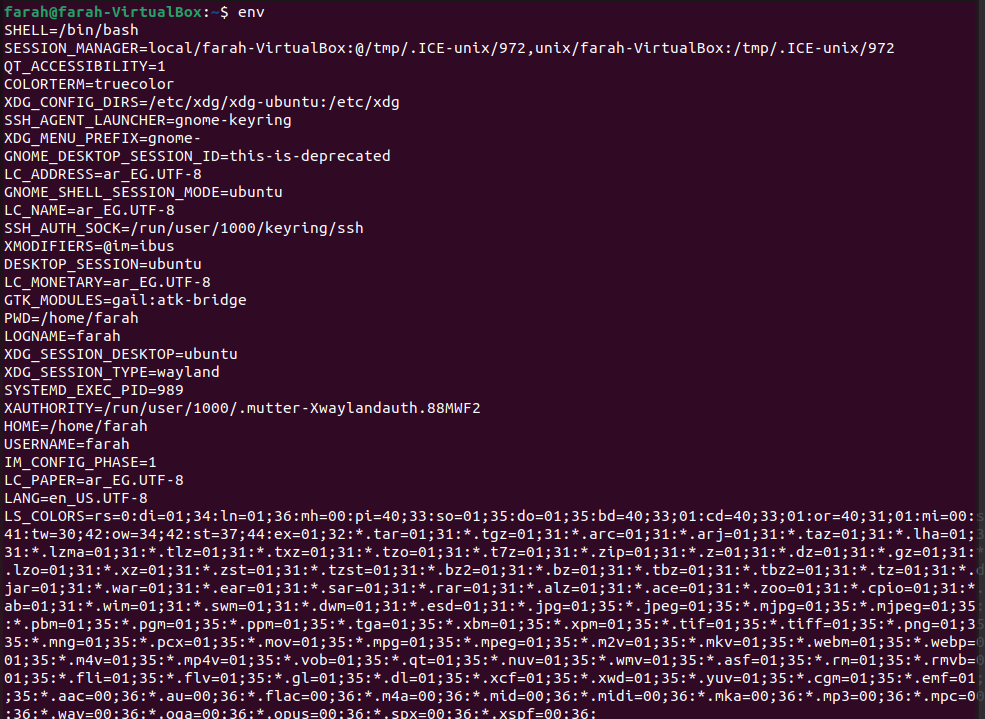 farah@farah-VirtualBox:~$ env
SHELL=/bin/bash
SESSION_MANAGER=local/farah-VirtualBox:@/tmp/.ICE-unix/972,unix/farah-VirtualBox:/tmp/.ICE-unix/972
QT_ACCESSIBILITY=1
COLORTERM=truecolor
XDG_CONFIG_DIRS=/etc/xdg/xdg-ubuntu:/etc/xdg
SSH_AGENT_LAUNCHER=gnome-keyring
XDG_MENU_PREFIX=gnome-
GNOME_DESKTOP_SESSION_ID=this-is-deprecated
LC_ADDRESS=ar_EG.UTF-8
GNOME_SHELL_SESSION_MODE=ubuntu
LC_NAME=ar_EG.UTF-8
SSH_AUTH_SOCK=/run/user/1000/keyring/ssh
XMODIFIERS=@im=ibus
DESKTOP_SESSION=ubuntu
LC_MONETARY=ar_EG.UTF-8
GTK_MODULES=gail:atk-bridge
PWD=/home/farah
LOGNAME=farah
XDG_SESSION_DESKTOP=ubuntu
XDG_SESSION_TYPE=wayland
SYSTEMD_EXEC_PID=989
XAUTHORITY=/run/user/1000/.mutter-Xwaylandauth.88MWF2
HOME=/home/farah
USERNAME=farah
IM_CONFIG_PHASE=1
LC_PAPER=ar_EG.UTF-8
LANG=en_US.UTF-8
LS_COLORS=rs=0:di=01;34:ln=01;36:mh=00:pi=40;33:so=01;35:do=01;35:bd=40;33;01:cd=40;33;01:or=40;31;01:mi=00:
41:tw=30;42:ow=34;42:st=37;44:ex=01;32:*.tar=01;31:*.tgz=01;31:*.arc=01;31:*.arj=01;31:*.taz=01;31:*.lha=01;
31:*.lzma=01;31:*.tlz=01;31:*.txz=01;31:*.tzo=01;31:*.t7z=01;31:*.zip=01;31:*.z=01;31:*.dz=01;31:*.gz=01;31:
.lzo=01;31:*.xz=01;31:*.zst=01;31:*.tzst=01;31:*.bz2=01;31:*.bz=01;31:*.tbz=01;31:*.tbz2=01;31:*.tz=01;31:*.
jar=01;31:*.war=01;31:*.ear=01;31:*.sar=01;31:*.rar=01;31:*.alz=01;31:*.ace=01;31:*.zoo=01;31:*.cpio=01;31:*
ab=01;31:*.wim=01;31:*.swm=01;31:*.dwm=01;31:*.esd=01;31:*.jpg=01;35:*.jpeg=01;35:*.mjpg=01;35:*.mjpeg=01;35
:*.pbm=01;35:*.pgm=01;35:*.ppm=01;35:*.tga=01;35:*.xbm=01;35:*.xpm=01;35:*.tif=01;35:*.tiff=01;35:*.png=01;3
35:*.mng=01;35:*.pcx=01;35:*.mov=01;35:*.mpg=01;35:*.mpeg=01;35:*.m2v=01;35:*.mkv=01;35:*.webm=01;35:*.webp=
01;35:*.m4v=01;35:*.mp4v=01;35:*.vob=01;35:*.qt=01;35:*.nuv=01;35:*.wmv=01;35:*.asf=01;35:*.rm=01;35:*.rmvb=
01;35:*.fli=01;35:*.flv=01;35:*.gl=01;35:*.dl=01;35:*.xcf=01;35:*.xwd=01;35:*.yuv=01;35:*.cgm=01;35:*.emf=01
;35:*.aac=00;36:*.au=00;36:*.flac=00;36:*.m4a=00;36:*.mid=00;36:*.midi=00;36:*.mka=00;36:*.mp3=00;36:*.mpc=
00;36:*.wav=00;36:*.oga=00;36:*.opus=00;36:*.spx=00;36:*.xspf=00;36: